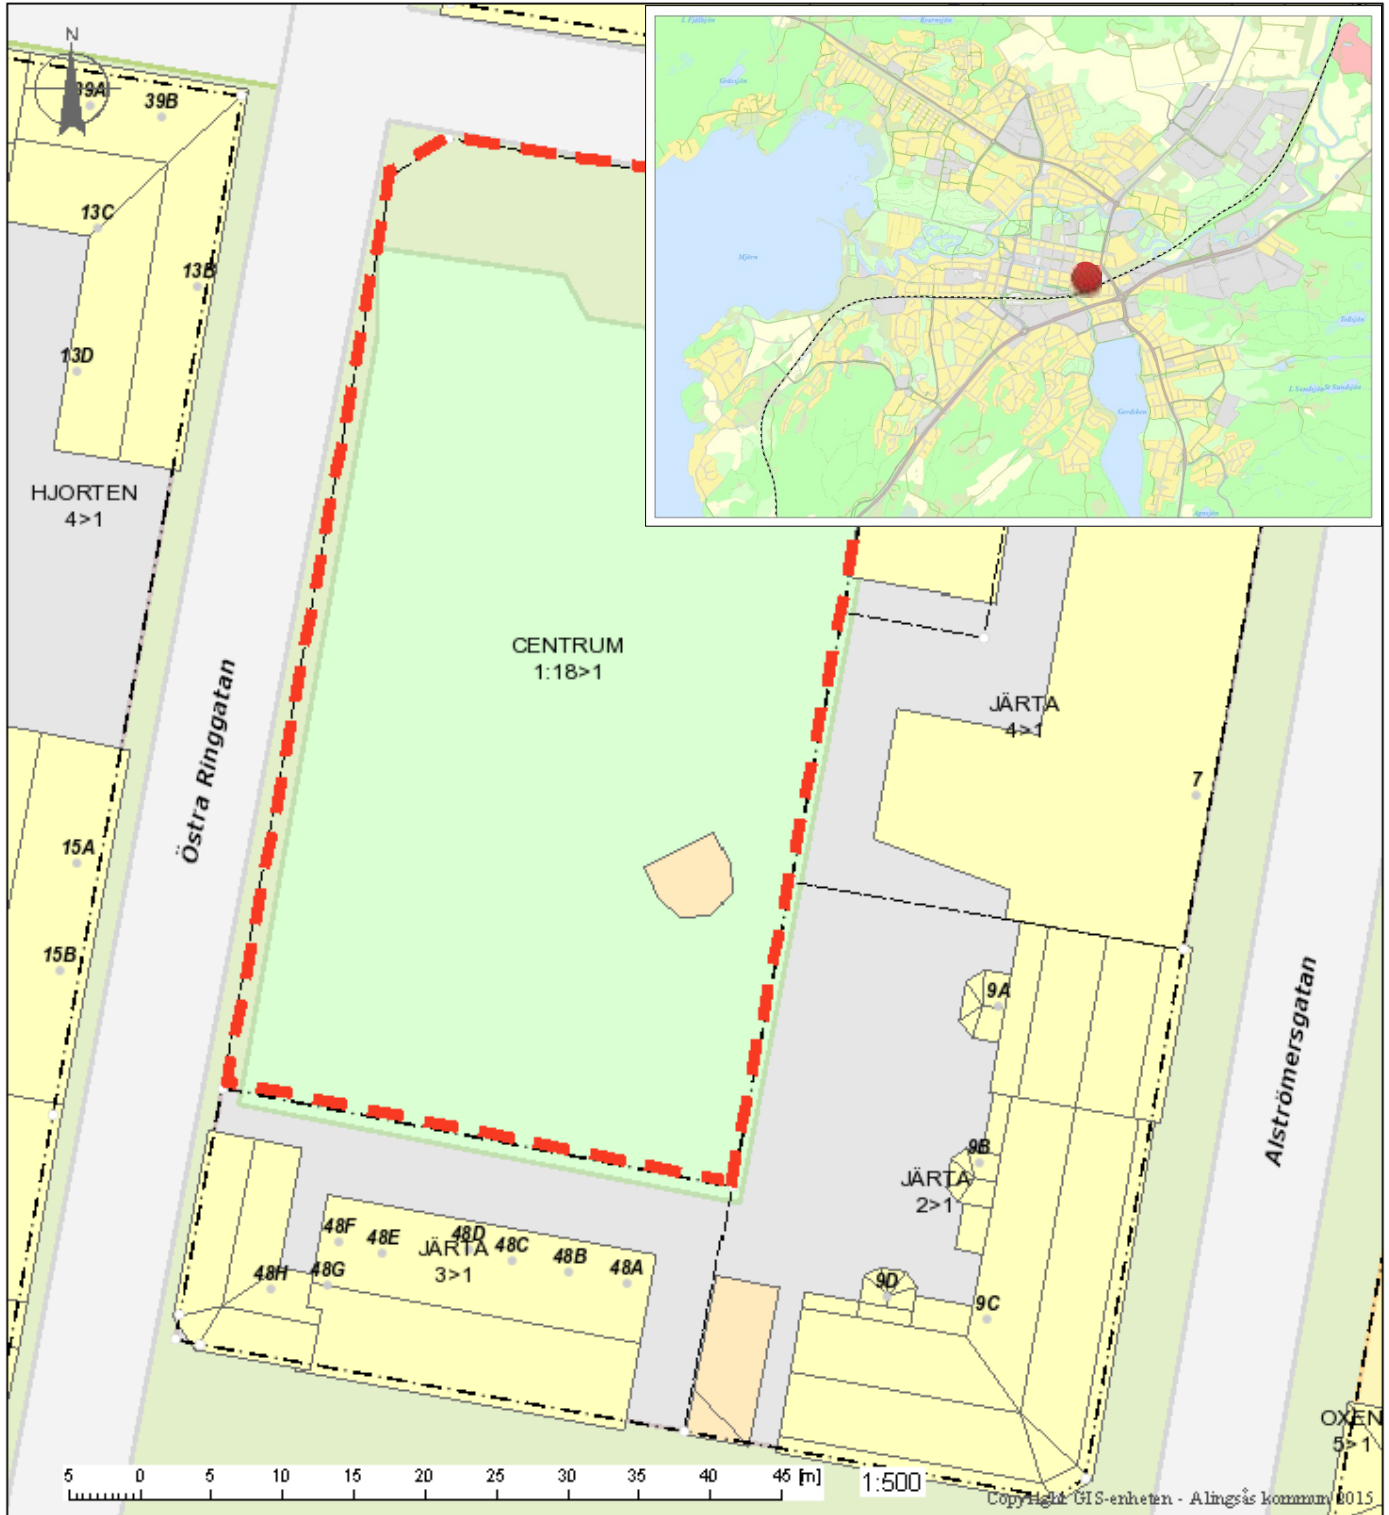 N
39A
39B
13C
13B
13D
HJORTEN
4>1
15A
15B
Östra Ringgatan
CENTRUM
1:18>1
Mjörn
Gerdsken
JÄRTA
4>1
7
9A
9B
JÄRTA
2>1
9D
9C
Alströmersgatan
48F
48E
48D
48C
48B
48A
JÄRTA
3>1
48H
48G
OXEN
5>1
5 0 5 10 15 20 25 30 35 40 45 [m]
1:500
Copyright GIS-enheten - Alingsås kommun 2015